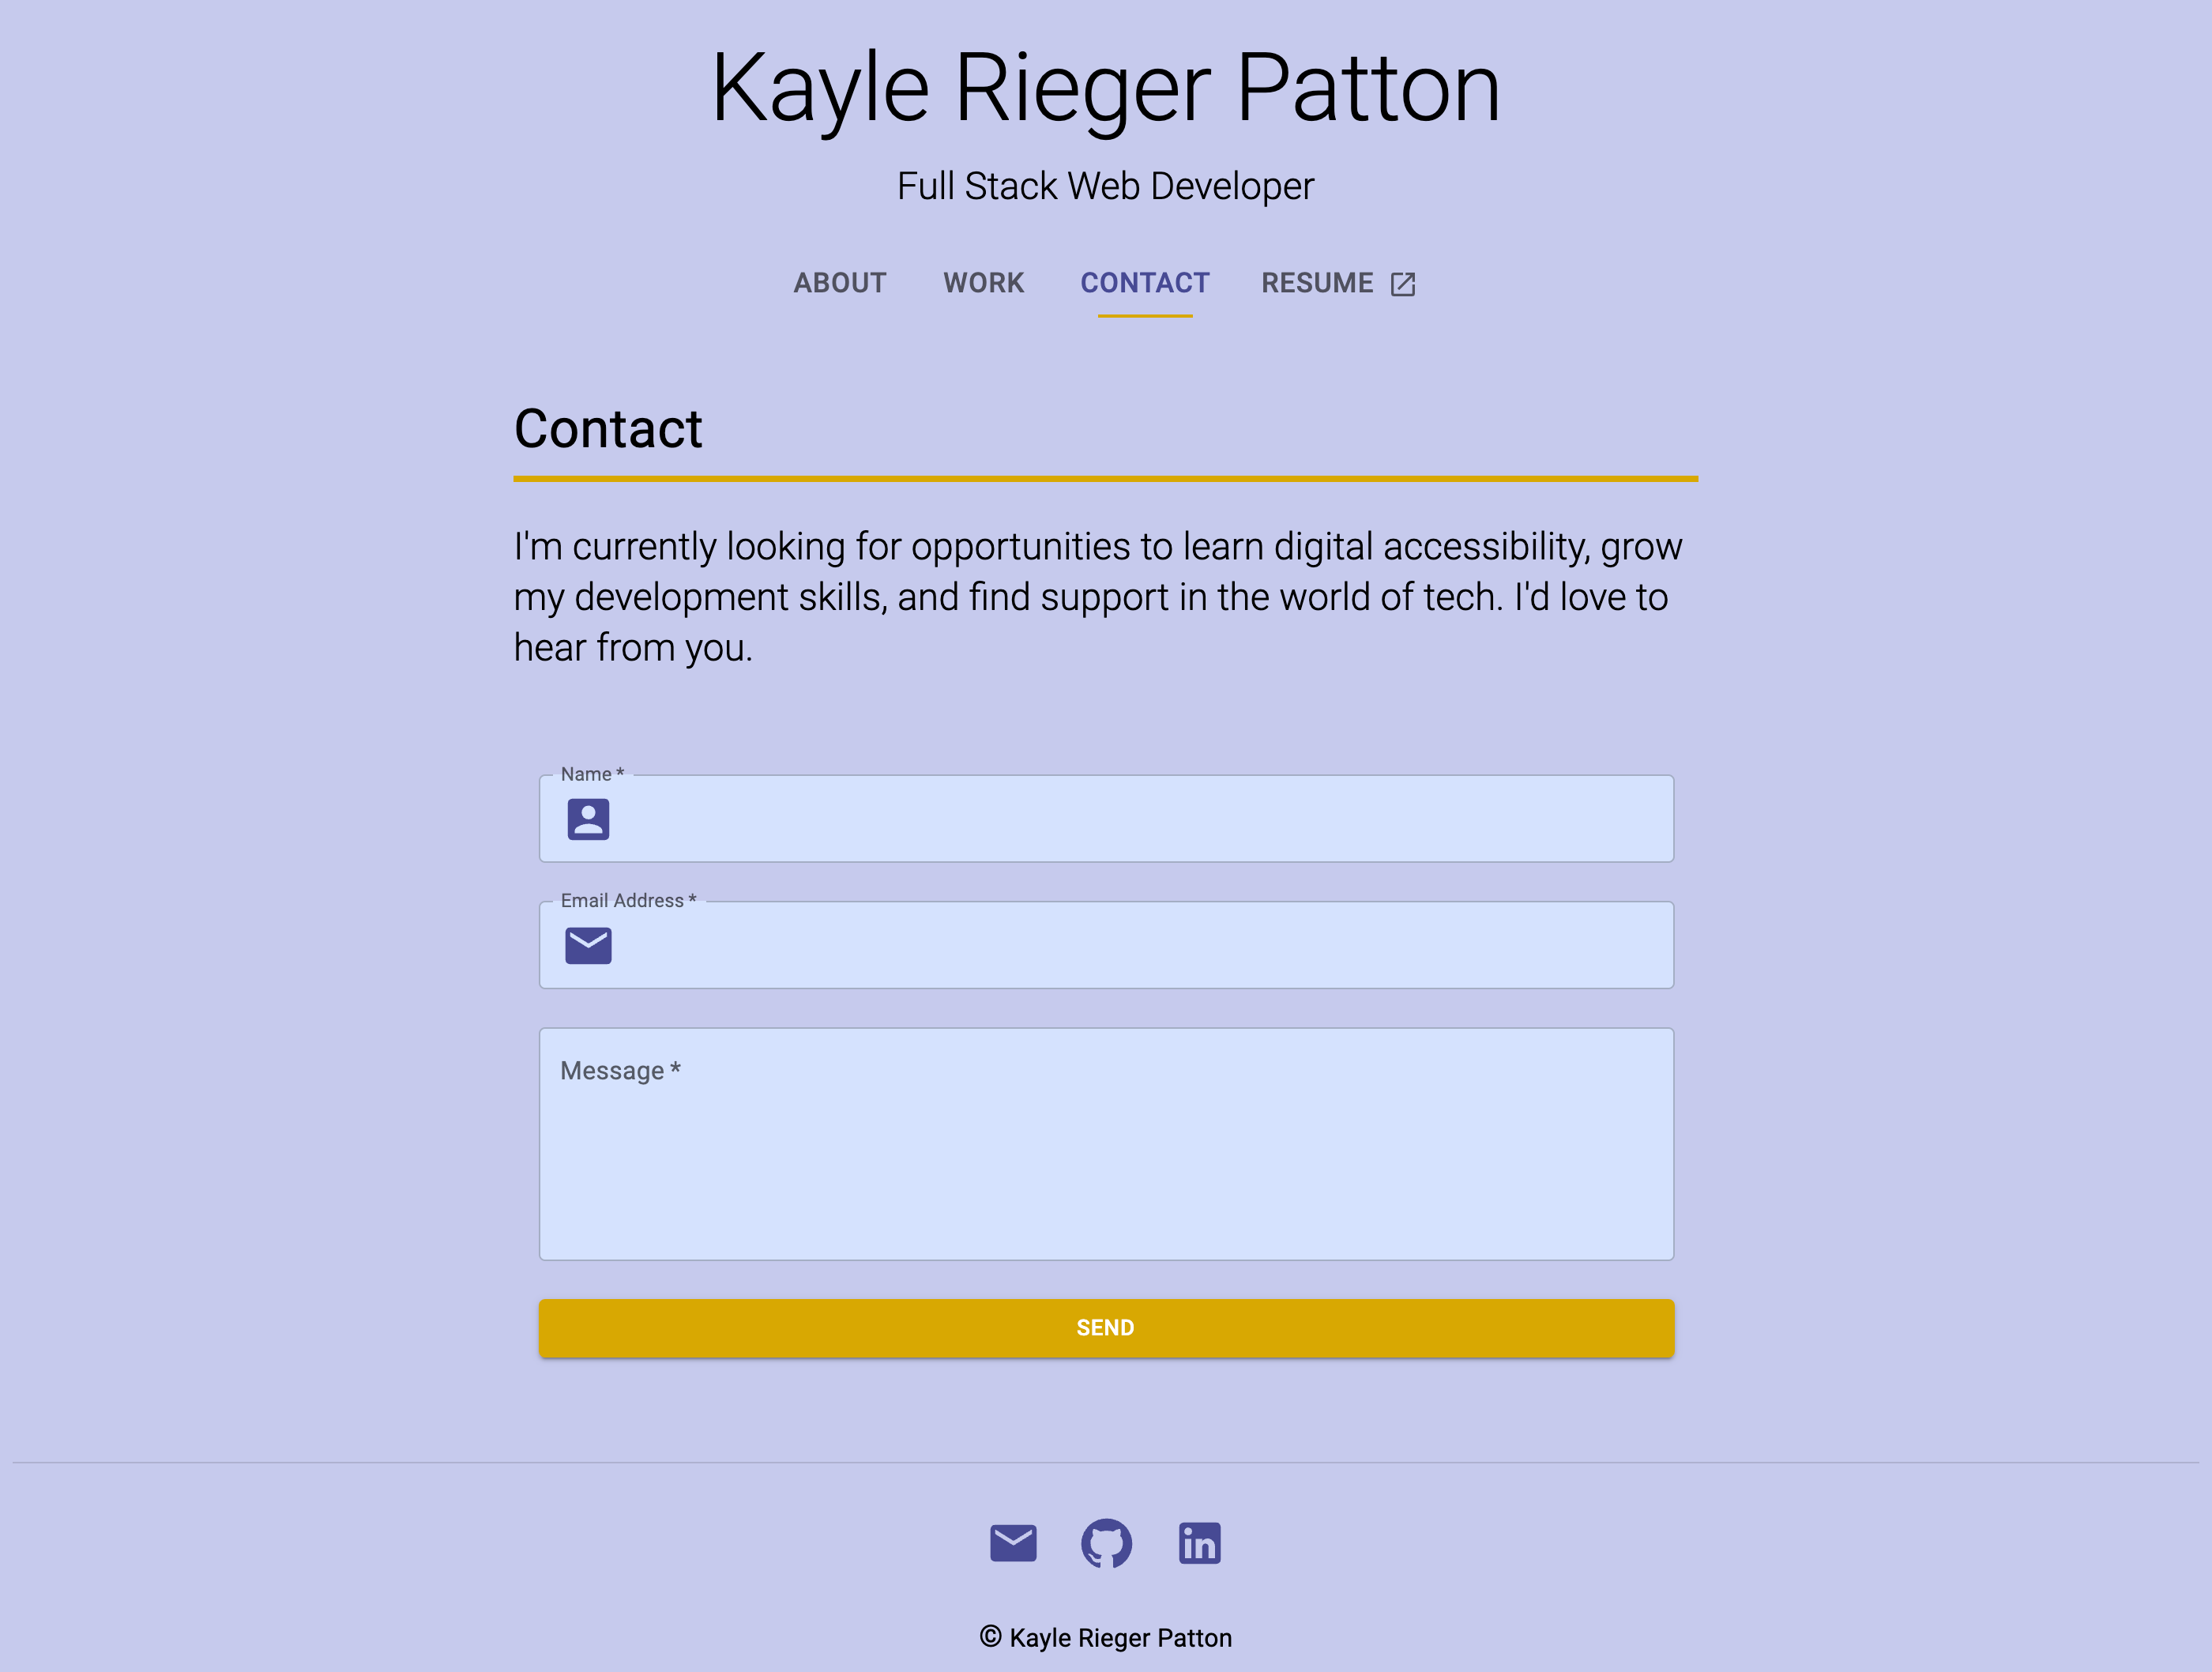 Kayle Rieger Patton
Full Stack Web Developer
ABOUT WORK CONTACT RESUME
Contact
I'm currently looking for opportunities to learn digital accessibility, grow
my development skills, and find support in the world of tech. I'd love to
hear from you.
Name *
Email Address *
Message *
SEND
in
© Kayle Rieger Patton